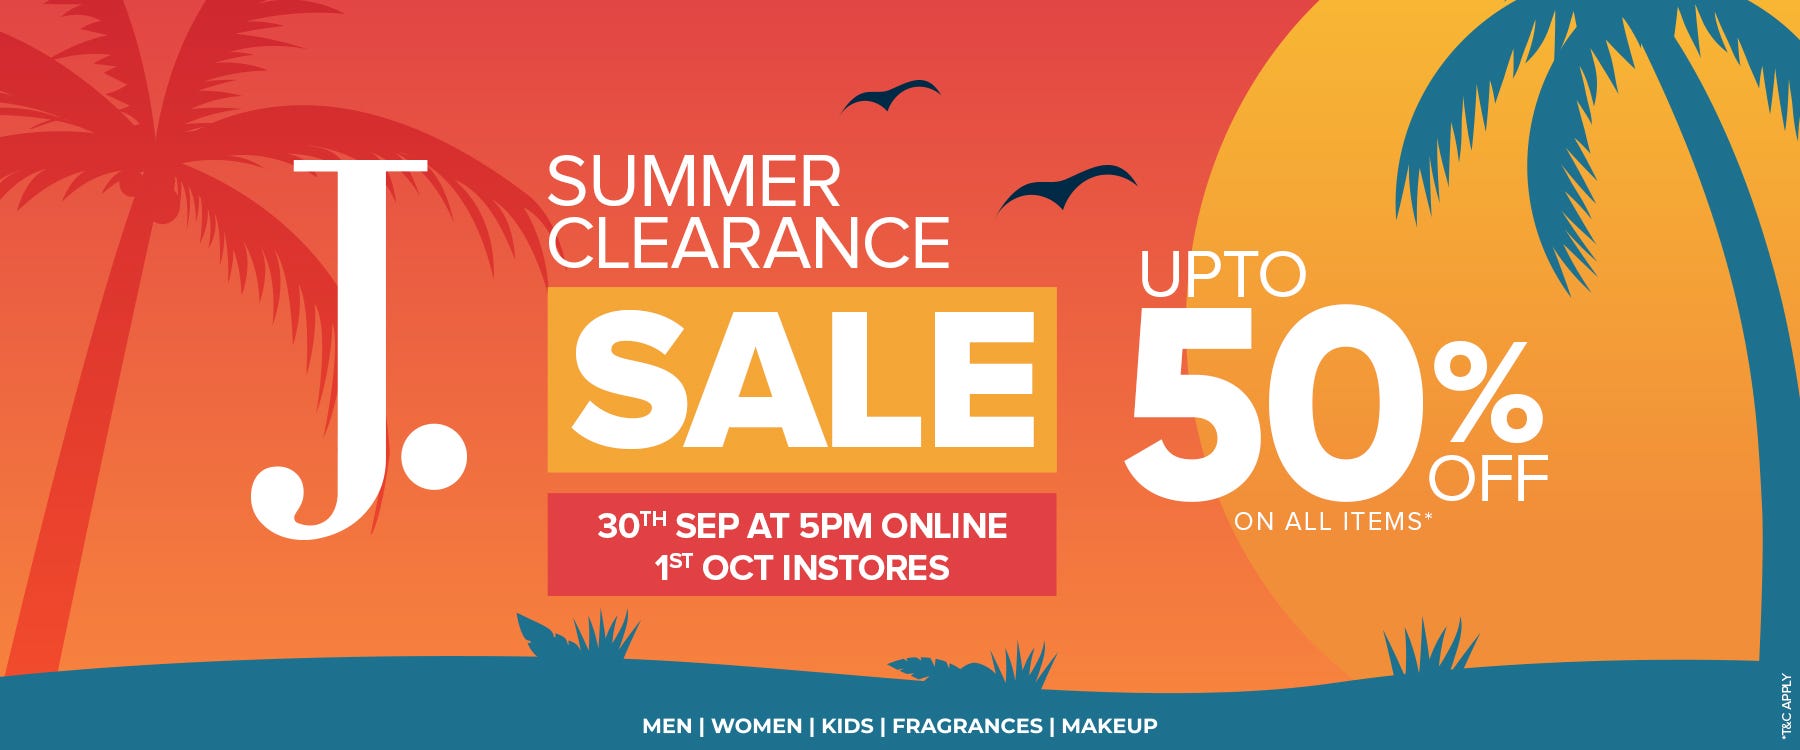 J.
SUMMER
CLEARANCE
SALE
30TH SEP AT 5PM ONLINE
1ST OCT INSTORES
UPTO
50%
OFF
ON ALL ITEMS*
MEN | WOMEN | KIDS | FRAGRANCES | MAKEUP
*T&C APPLY